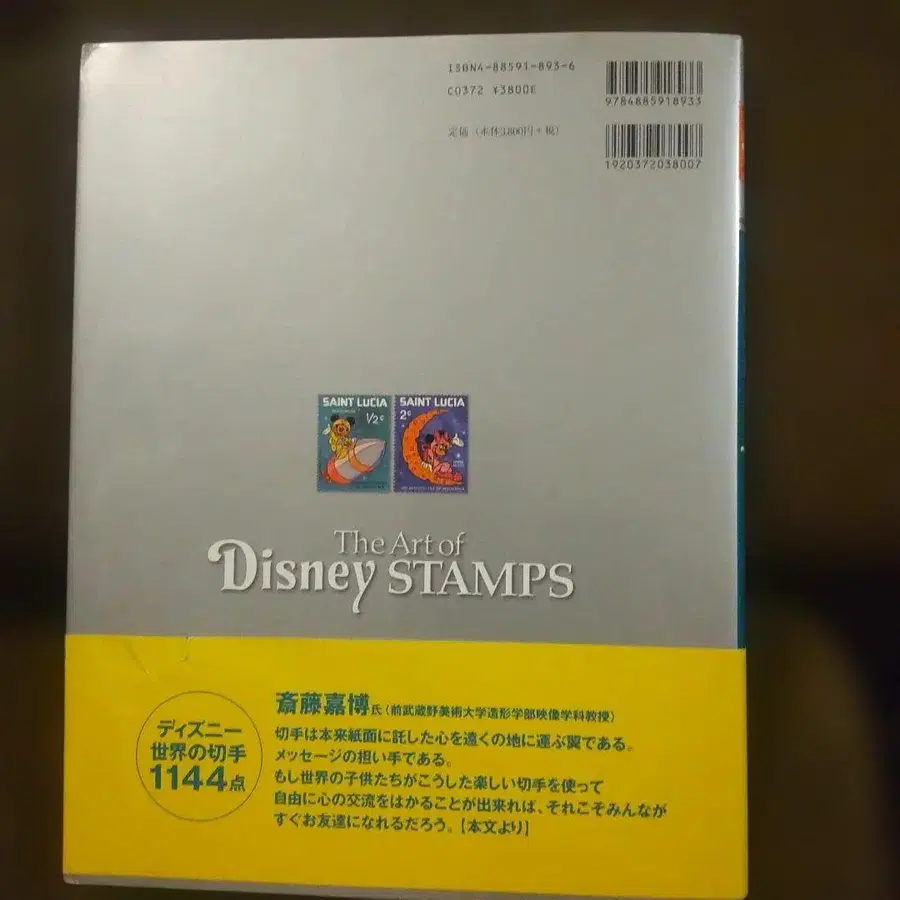 ISBN4-88591-893-6
C0372 ¥3800E
定価（本体3,800円+税）
9784885918933
1920372038007
SAINT LUCIA
1/2¢
SAINT LUCIA
2¢
The Art of
Disney STAMPS
ディズニー
世界の切手
1144点
斎藤嘉博氏（前武蔵野美術大学造形学部映像学科教授）
切手は本来紙面に託した心を遠くの地に運ぶ翼である。
メッセージの担い手である。
もし世界の子供たちがこうした楽しい切手を使って
自由に心の交流をはかることが出来れば、それこそみんなが
すぐお友達になれるだろう。【本文より】